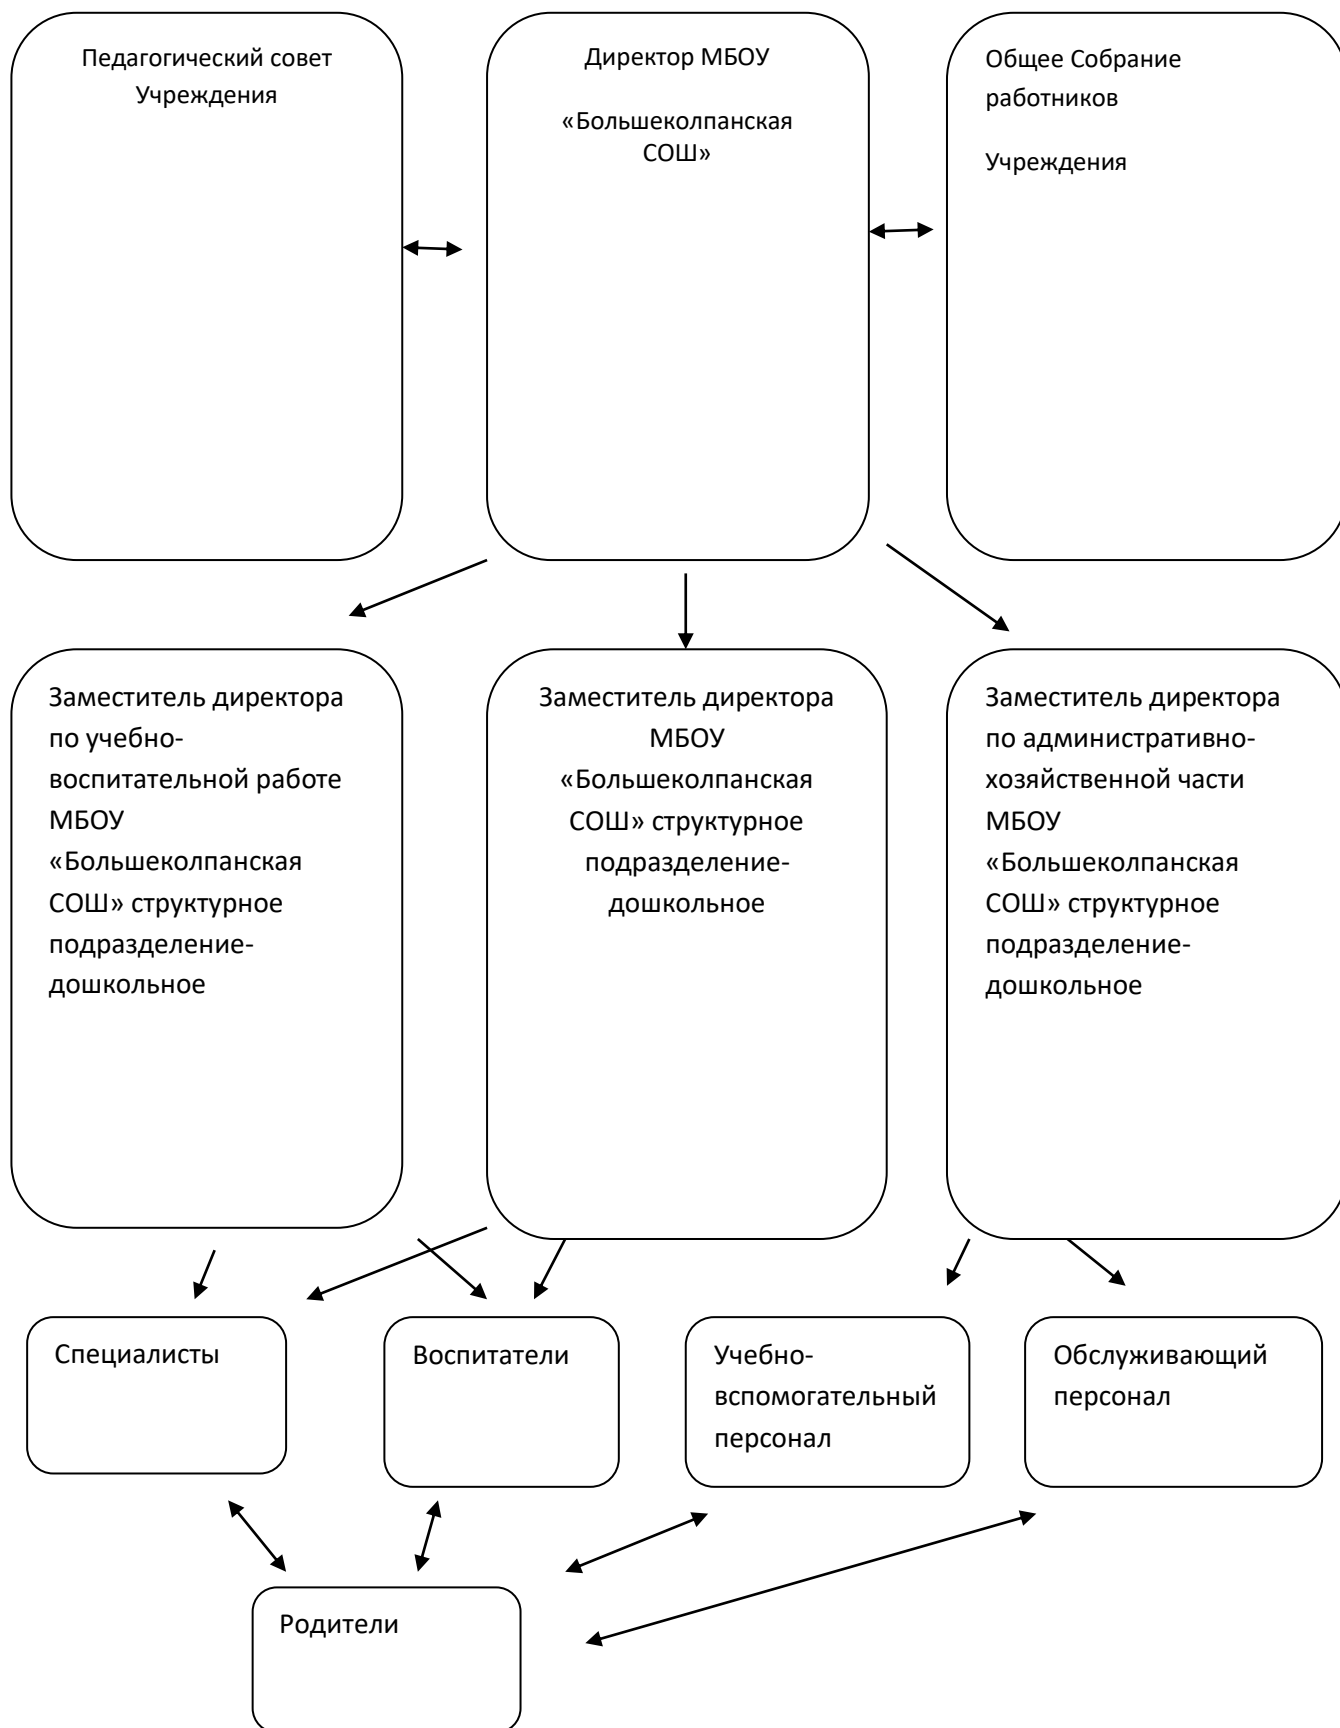 Педагогический совет
Учреждения
Директор МБОУ
«Большеколпанская
СОШ»
Общее Собрание
работников
Учреждения
Заместитель директора
по учебно-
воспитательной работе
МБОУ
«Большеколпанская
СОШ» структурное
подразделение-
дошкольное
Заместитель директора
МБОУ
«Большеколпанская
СОШ» структурное
подразделение-
дошкольное
Заместитель директора
по административно-
хозяйственной части
МБОУ
«Большеколпанская
СОШ» структурное
подразделение-
дошкольное
Специалисты
Воспитатели
Учебно-
вспомогательный
персонал
Обслуживающий
персонал
Родители